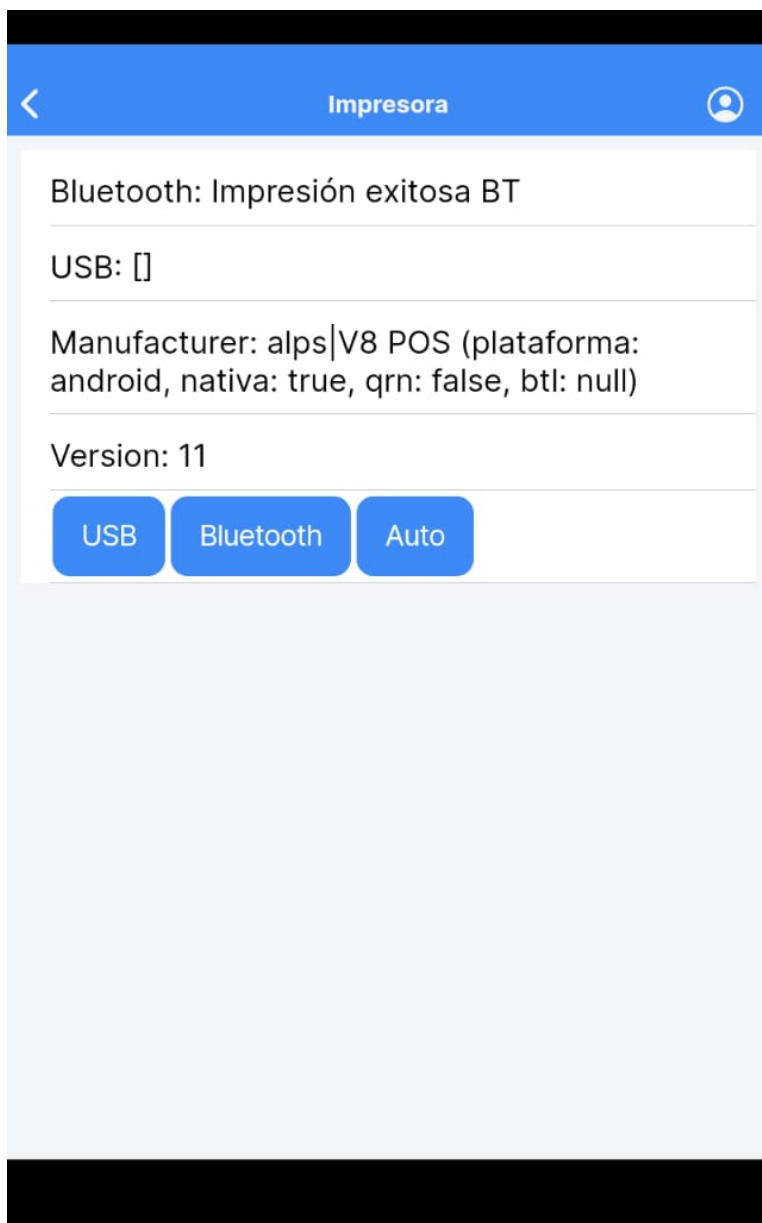 Impresora
Bluetooth: Impresión exitosa BT
USB: []
Manufacturer: alps|V8 POS (plataforma:
android, nativa: true, qrn: false, btl: null)
Version: 11
USB Bluetooth Auto